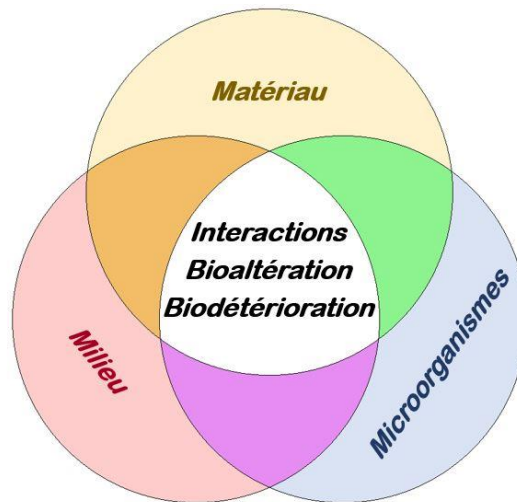 Matériau
Interactions
Bioaltération
Biodétérioration
Milieu
Microorganismes